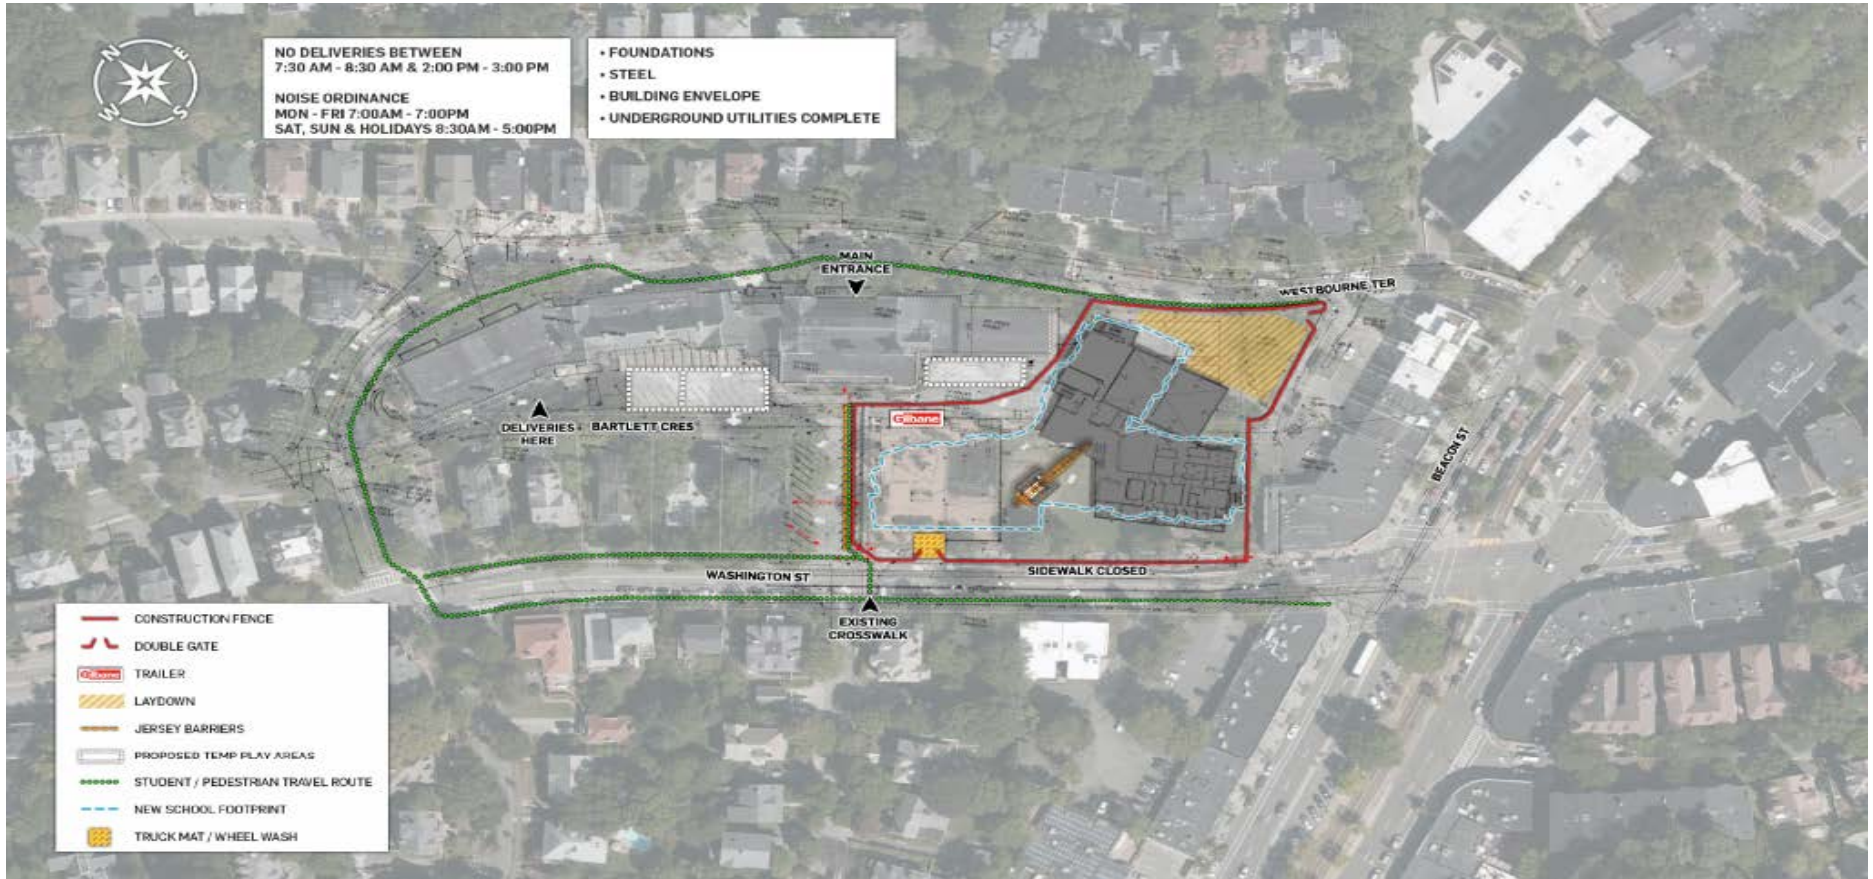 N
E
W
S
NO DELIVERIES BETWEEN
7:30 AM - 8:30 AM & 2:00 PM - 3:00 PM
NOISE ORDINANCE
MON - FRI 7:00AM - 7:00PM
SAT, SUN & HOLIDAYS 8:30AM - 5:00PM
• FOUNDATIONS
• STEEL
• BUILDING ENVELOPE
• UNDERGROUND UTILITIES COMPLETE
MAIN
ENTRANCE
WESTBOURNE TER
Gilbane
DELIVERIES
HERE
BARTLETT CRES
BEACON ST
WASHINGTON ST
SIDEWALK CLOSED
EXISTING
CROSSWALK
CONSTRUCTION FENCE
DOUBLE GATE
Gilbane TRAILER
LAYDOWN
JERSEY BARRIERS
PROPOSED TEMP PLAY AREAS
STUDENT / PEDESTRIAN TRAVEL ROUTE
NEW SCHOOL FOOTPRINT
TRUCK MAT / WHEEL WASH